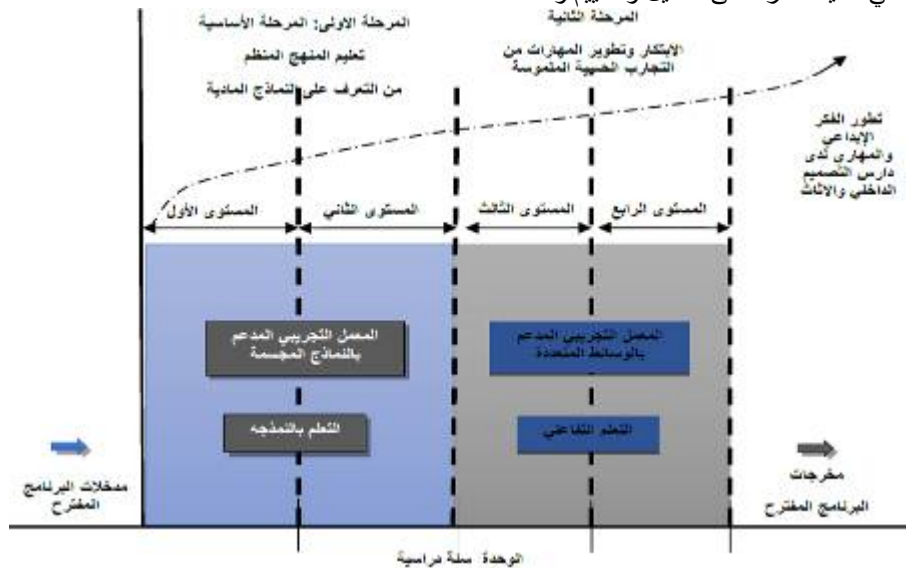 المرحلة الاولى: المرحلة الأساسية
تعليم المنهج المنظم
من التعرف على النماذج المادية
المرحلة الثانية
الابتكار وتطوير المهارات من
التجارب الحسية الملموسة
تطور الفكر
الإبداعي
والمهاري لدى
دارس التصميم
الداخلي والاثاث
المستوى الأول
المستوى الثاني
المستوى الثالث
المستوى الرابع
المعمل التجريبي المدعم
بالنماذج المجسمة
المعمل التجريبي المدعم
بالوسائط المتعددة
التعلم بالنمذجه
التعلم التفاعلي
مدخلات البرنامج
المقترح
مخرجات
البرنامج المقترح
الوحدة سنة دراسية